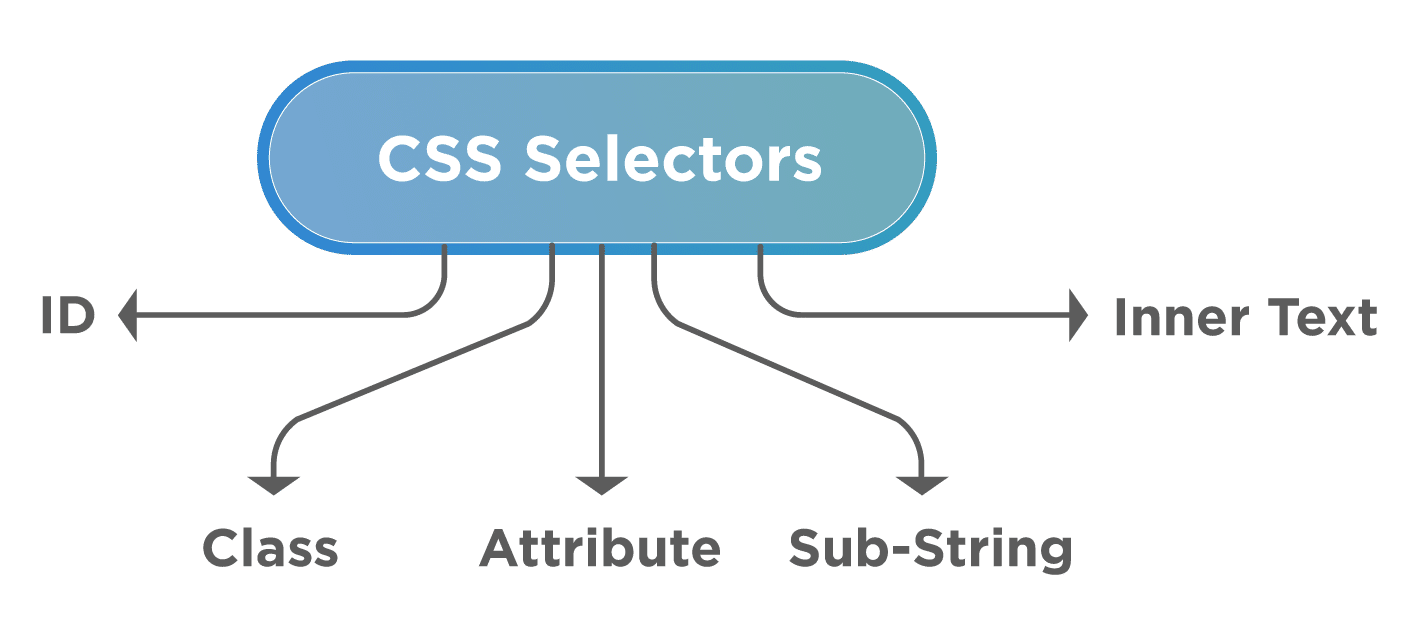 CSS Selectors
ID
Inner Text
Class
Attribute
Sub-String